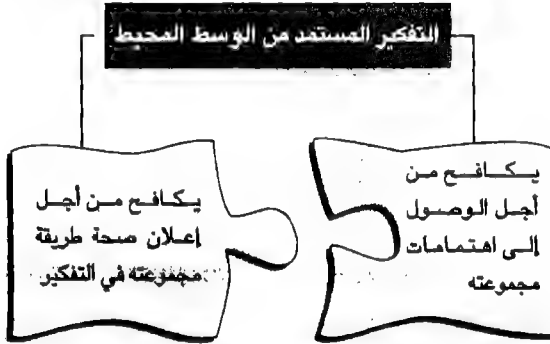 التفكير المستمد من الوسط المحيط
يكافح من
أجل الوصول
إلى اهتمامات
مجموعته
يكافح من أجل
إعلان صحة طريقة
مجموعته في التفكير